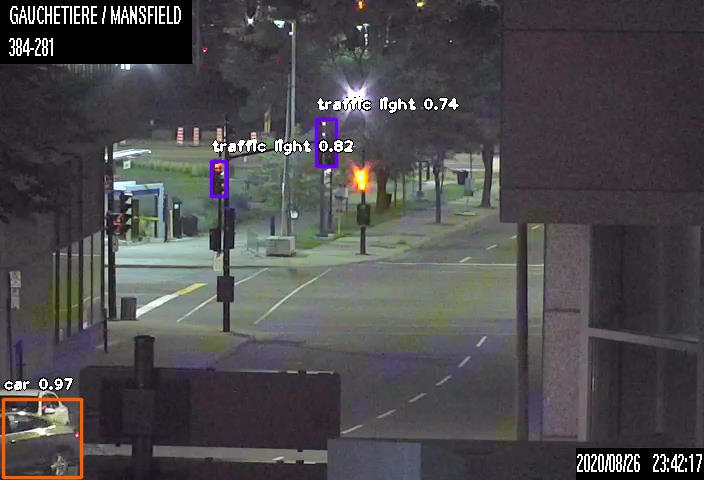 GAUCHETIERE / MANSFIELD
384-281
traffic light 0.74
traffic light 0.82
car 0.97
2020/08/26 23:42:17